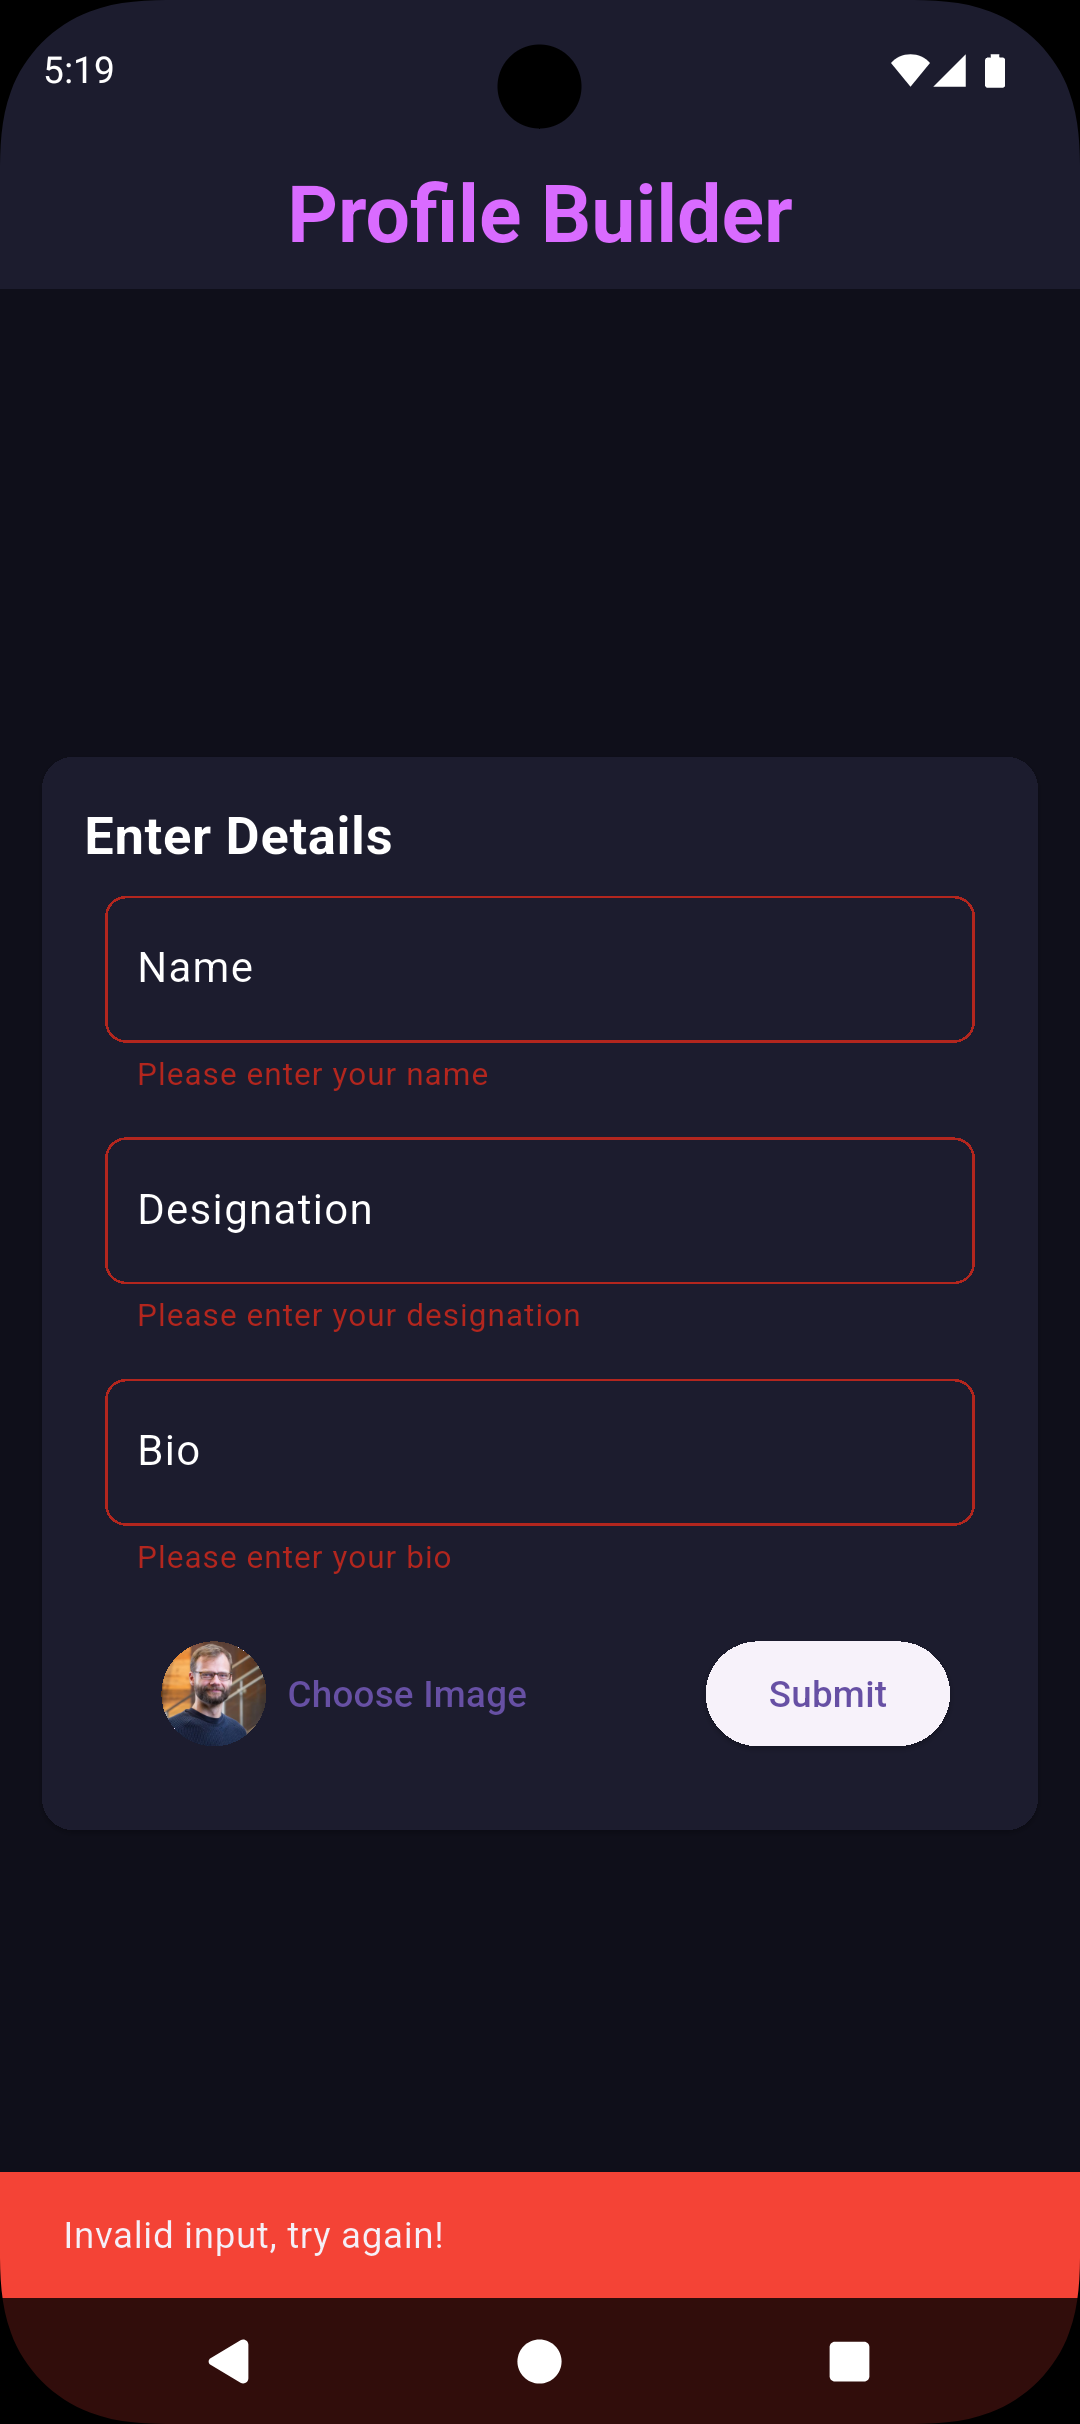 5:19
Profile Builder
Enter Details
Name
Please enter your name
Designation
Please enter your designation
Bio
Please enter your bio
Choose Image
Submit
Invalid input, try again!